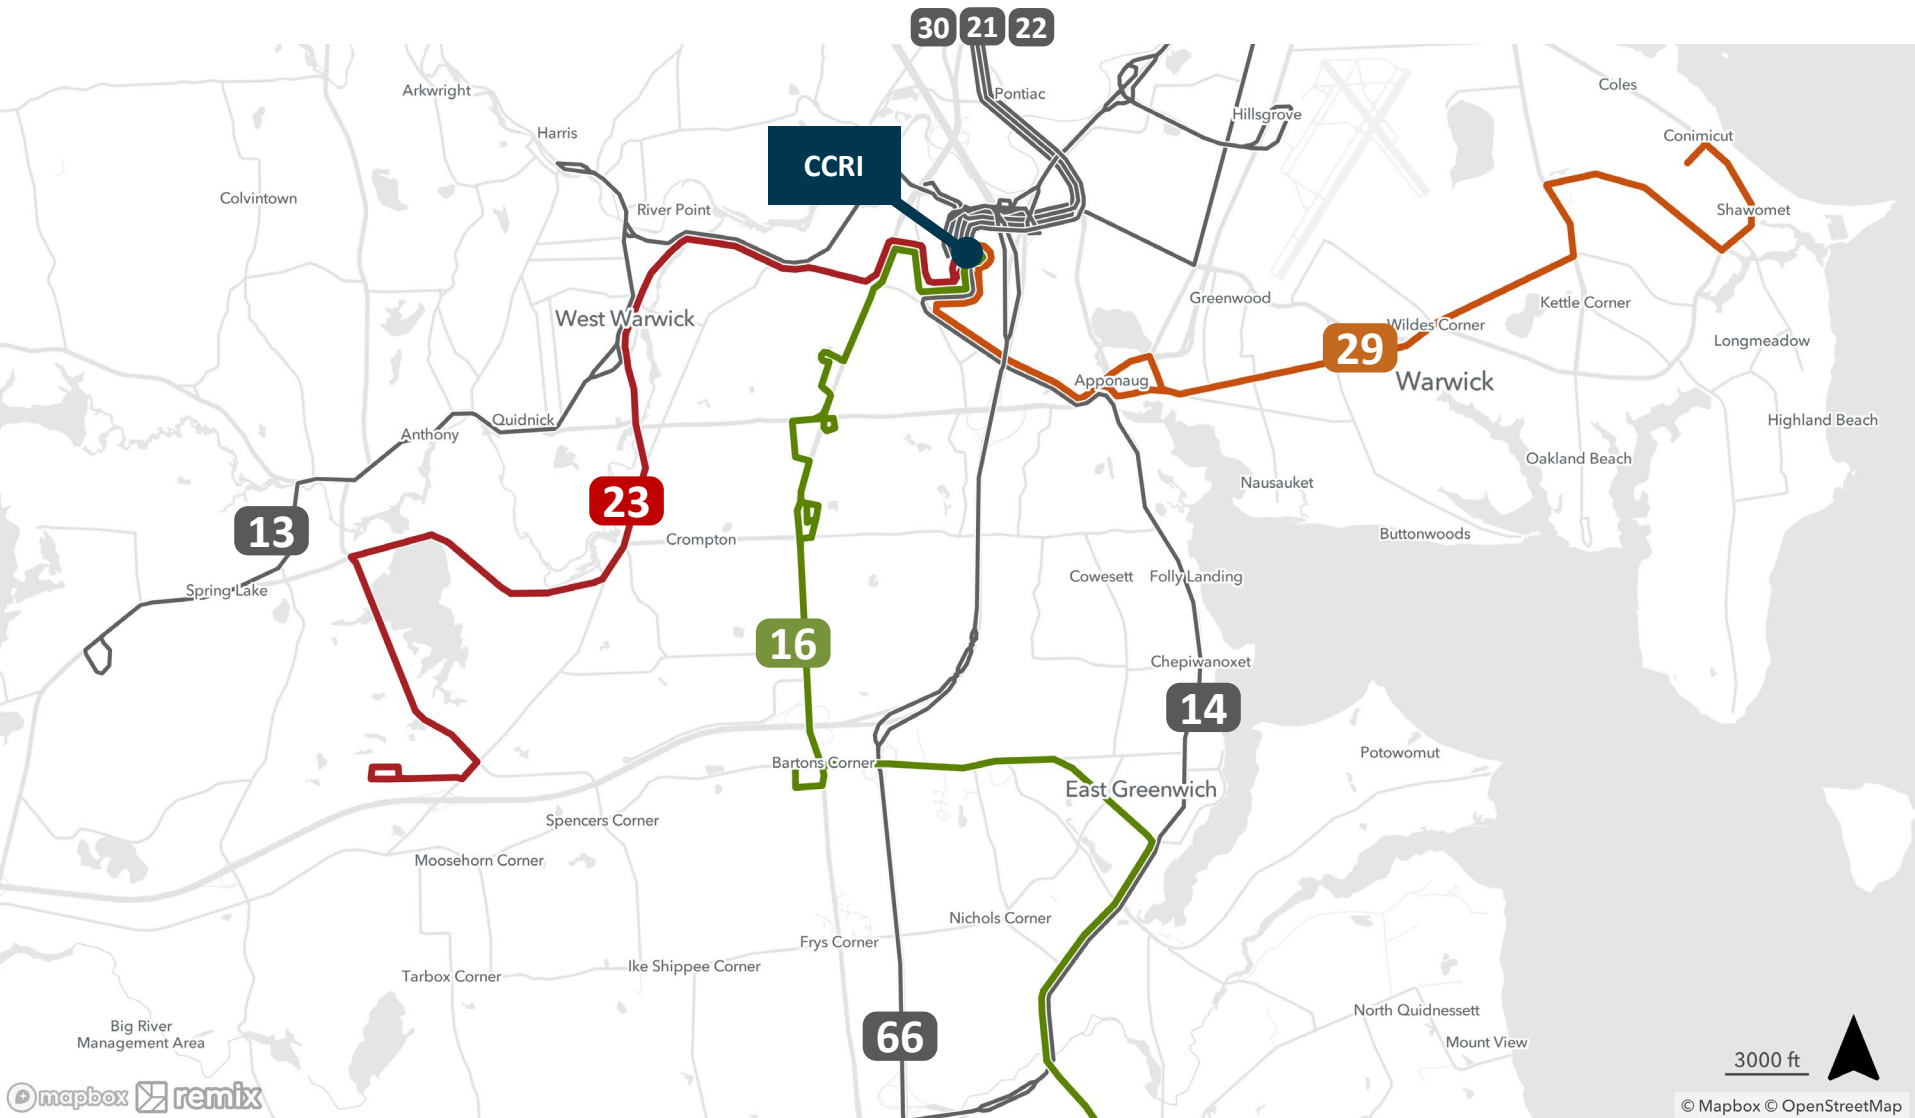 30 21 22
Coles
Arkwright
Pontiac
Hillsgrove
Harris
Conimicut
CCRI
Colvintown
River Point
Shawomet
Greenwood
Kettle Corner
West Warwick
Wildes Corner
Longmeadow
29
Apponaug
Warwick
Quidnick
Highland Beach
Anthony
Oakland Beach
Nausauket
23
13
Crompton
Buttonwoods
Cowesett
Folly Landing
Spring Lake
16
Chepiwanoxet
14
Potowomut
Bartons Corner
East Greenwich
Spencers Corner
Moosehorn Corner
Nichols Corner
Frys Corner
Ike Shippee Corner
Tarbox Corner
North Quidnessett
Big River
Management Area
66
Mount View
3000 ft
mapbox remix
© Mapbox © OpenStreetMap